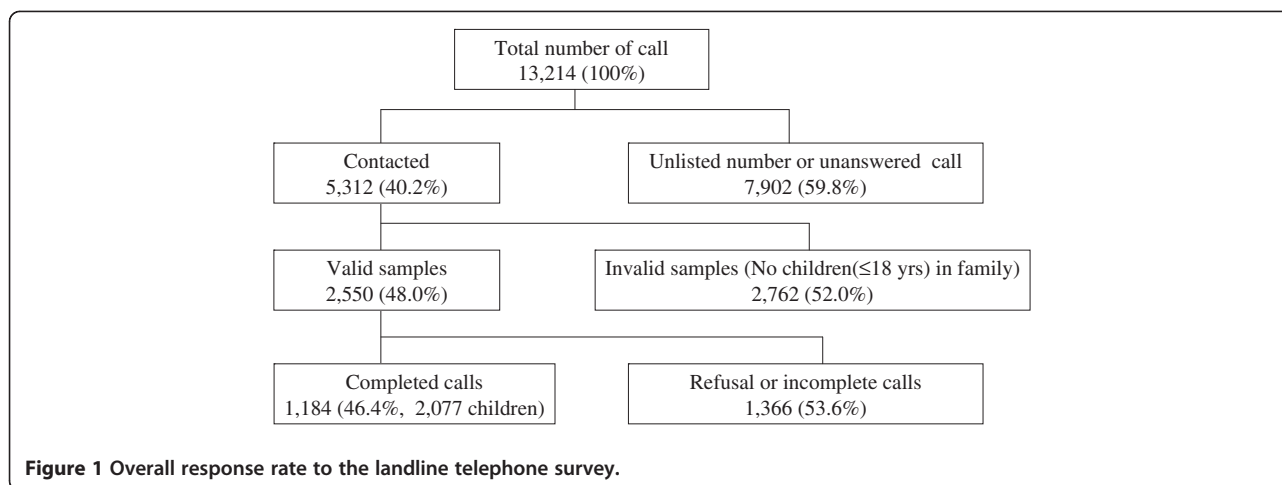 Total number of call
13,214 (100%)
Contacted
5,312 (40.2%)
Unlisted number or unanswered call
7,902 (59.8%)
Valid samples
2,550 (48.0%)
Invalid samples (No children(≤18 yrs) in family)
2,762 (52.0%)
Completed calls
1,184 (46.4%, 2,077 children)
Refusal or incomplete calls
1,366 (53.6%)
Figure 1 Overall response rate to the landline telephone survey.